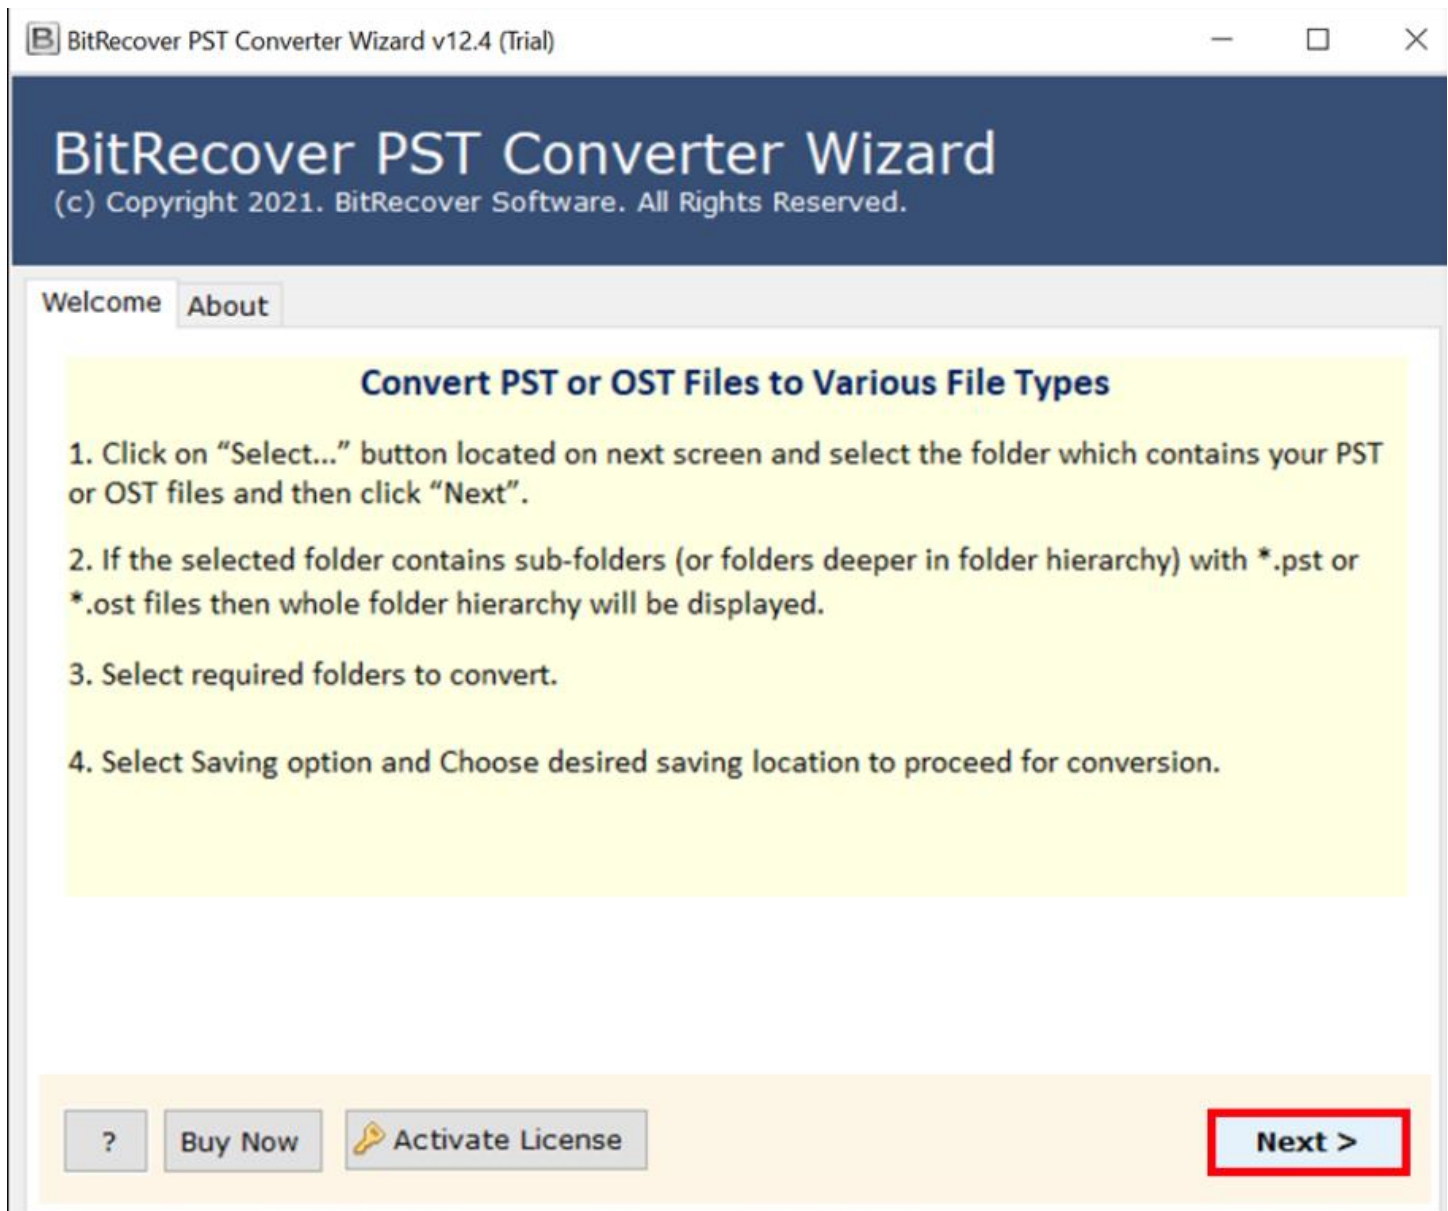 BitRecover PST Converter Wizard v12.4 (Trial)
BitRecover PST Converter Wizard
(c) Copyright 2021. BitRecover Software. All Rights Reserved.
Welcome About
Convert PST or OST Files to Various File Types
1. Click on “Select...” button located on next screen and select the folder which contains your PST
or OST files and then click “Next”.
2. If the selected folder contains sub-folders (or folders deeper in folder hierarchy) with *.pst or
*.ost files then whole folder hierarchy will be displayed.
3. Select required folders to convert.
4. Select Saving option and Choose desired saving location to proceed for conversion.
? Buy Now Activate License Next >